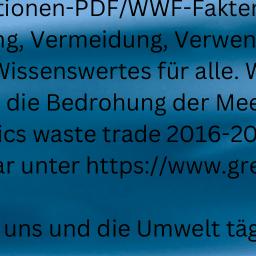 tionen-PDF/WWF-Fakten
ng, Vermeidung, Verwen
Wissenswertes für alle. W
die Bedrohung der Mee
ics waste trade 2016-20
ar unter https://www.gre
uns und die Umwelt täg